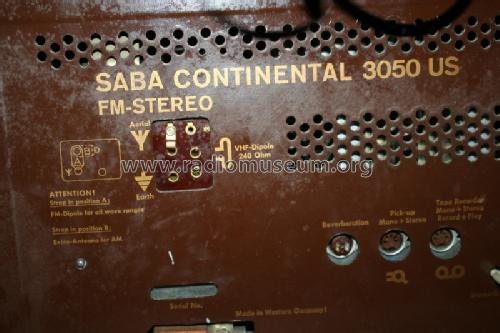 SABA CONTINENTAL 3050 US
FM-STEREO
Aerial
VHF-Dipole
240 Ohm
www.radiomuseum.org
ATTENTION!
Strap in position A:
FM-Dipole for all wave ranges
Strap in position B:
Extra-Antenna for AM.
Earth
Reverberation
Pick-up
Mono + Stereo
Tape Recorder
Mono + Stereo
Record + Play
Serial No.
Made in Western Germany!